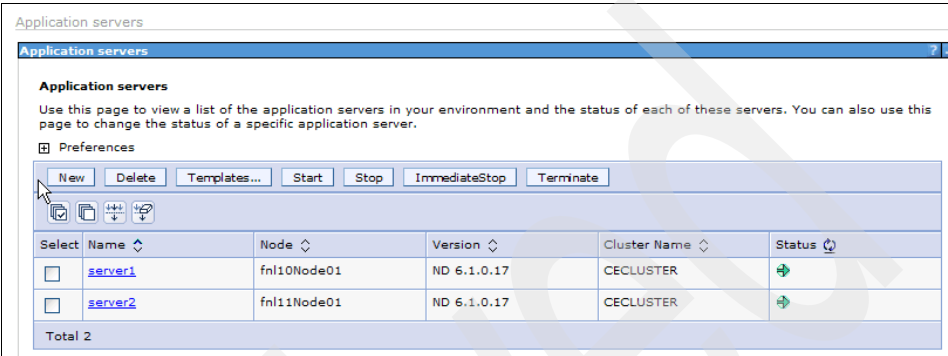 Application servers
Application servers ?
Application servers
Use this page to view a list of the application servers in your environment and the status of each of these servers. You can also use this
page to change the status of a specific application server.
Preferences
New Delete Templates... Start Stop ImmediateStop Terminate
Select Name Node Version Cluster Name Status
server1 fnl10Node01 ND 6.1.0.17 CECLUSTER
server2 fnl11Node01 ND 6.1.0.17 CECLUSTER
Total 2